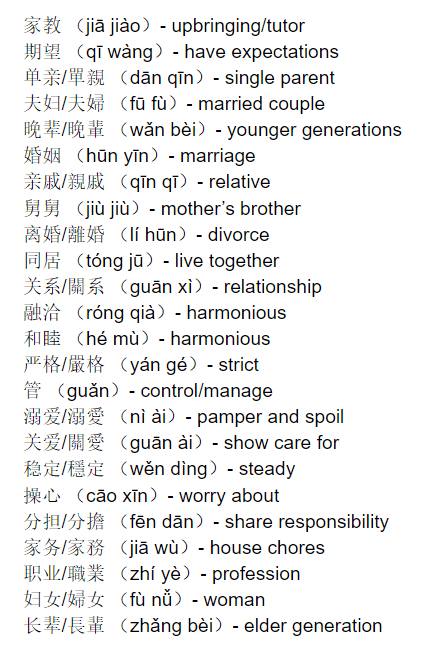 家教 （jiā jiào）- upbringing/tutor
期望 （qī wàng）- have expectations
单亲/單親 （dān qīn）- single parent
夫妇/夫婦 （fū fù）- married couple
晚辈/晚輩 （wǎn bèi）- younger generations
婚姻 （hūn yīn）- marriage
亲戚/親戚 （qīn qī）- relative
舅舅 （jiù jiù）- mother’s brother
离婚/離婚 （lí hūn）- divorce
同居 （tóng jū）- live together
关系/關系 （guān xì）- relationship
融洽 （róng qià）- harmonious
和睦 （hé mù）- harmonious
严格/嚴格 （yán gé）- strict
管 （guǎn）- control/manage
溺爱/溺愛 （nì ài）- pamper and spoil
关爱/關愛 （guān ài）- show care for
稳定/穩定 （wěn dìng）- steady
操心 （cāo xīn）- worry about
分担/分擔 （fēn dān）- share responsibility
家务/家務 （jiā wù）- house chores
职业/職業 （zhí yè）- profession
妇女/婦女 （fù nǚ）- woman
长辈/長輩 （zhǎng bèi）- elder generation